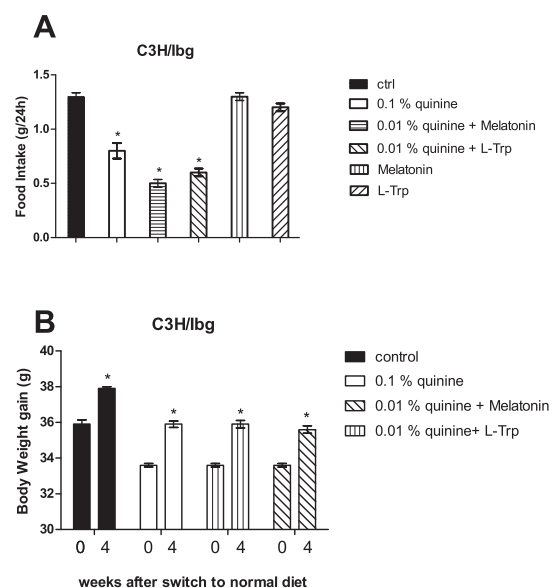 A
C3H/Ibg
Food Intake (g/24h)
1.5
1.0
0.5
0.0
* * *
ctrl
0.1 % quinine
0.01 % quinine + Melatonin
0.01 % quinine + L-Trp
Melatonin
L-Trp
B
C3H/Ibg
Body Weight gain (g)
40
38
36
34
32
30
* * * *
0 4 0 4 0 4 0 4
weeks after switch to normal diet
control
0.1 % quinine
0.01 % quinine + Melatonin
0.01 % quinine+ L-Trp